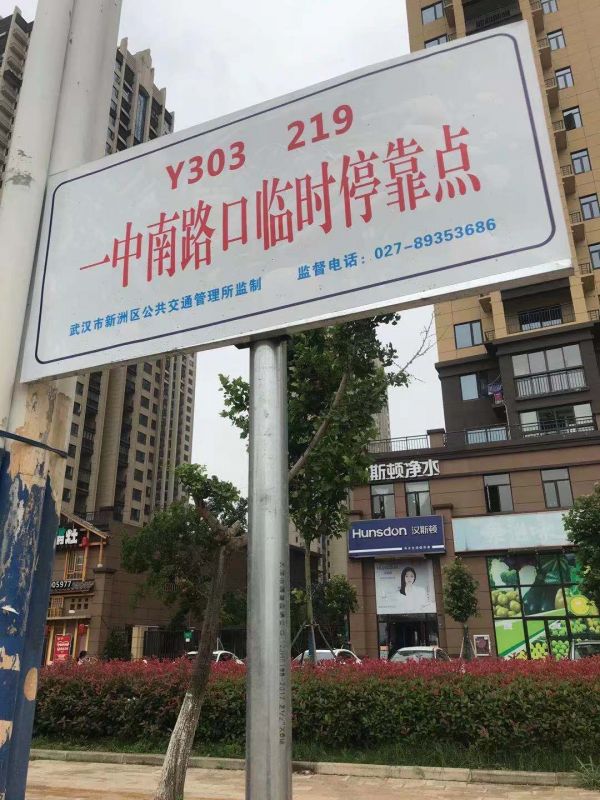 Y303 219
一中南路口临时停靠点
武汉市新洲区公共交通管理所监制 监督电话：027-89353686
斯顿净水
Hunsdon 汉斯顿
05977